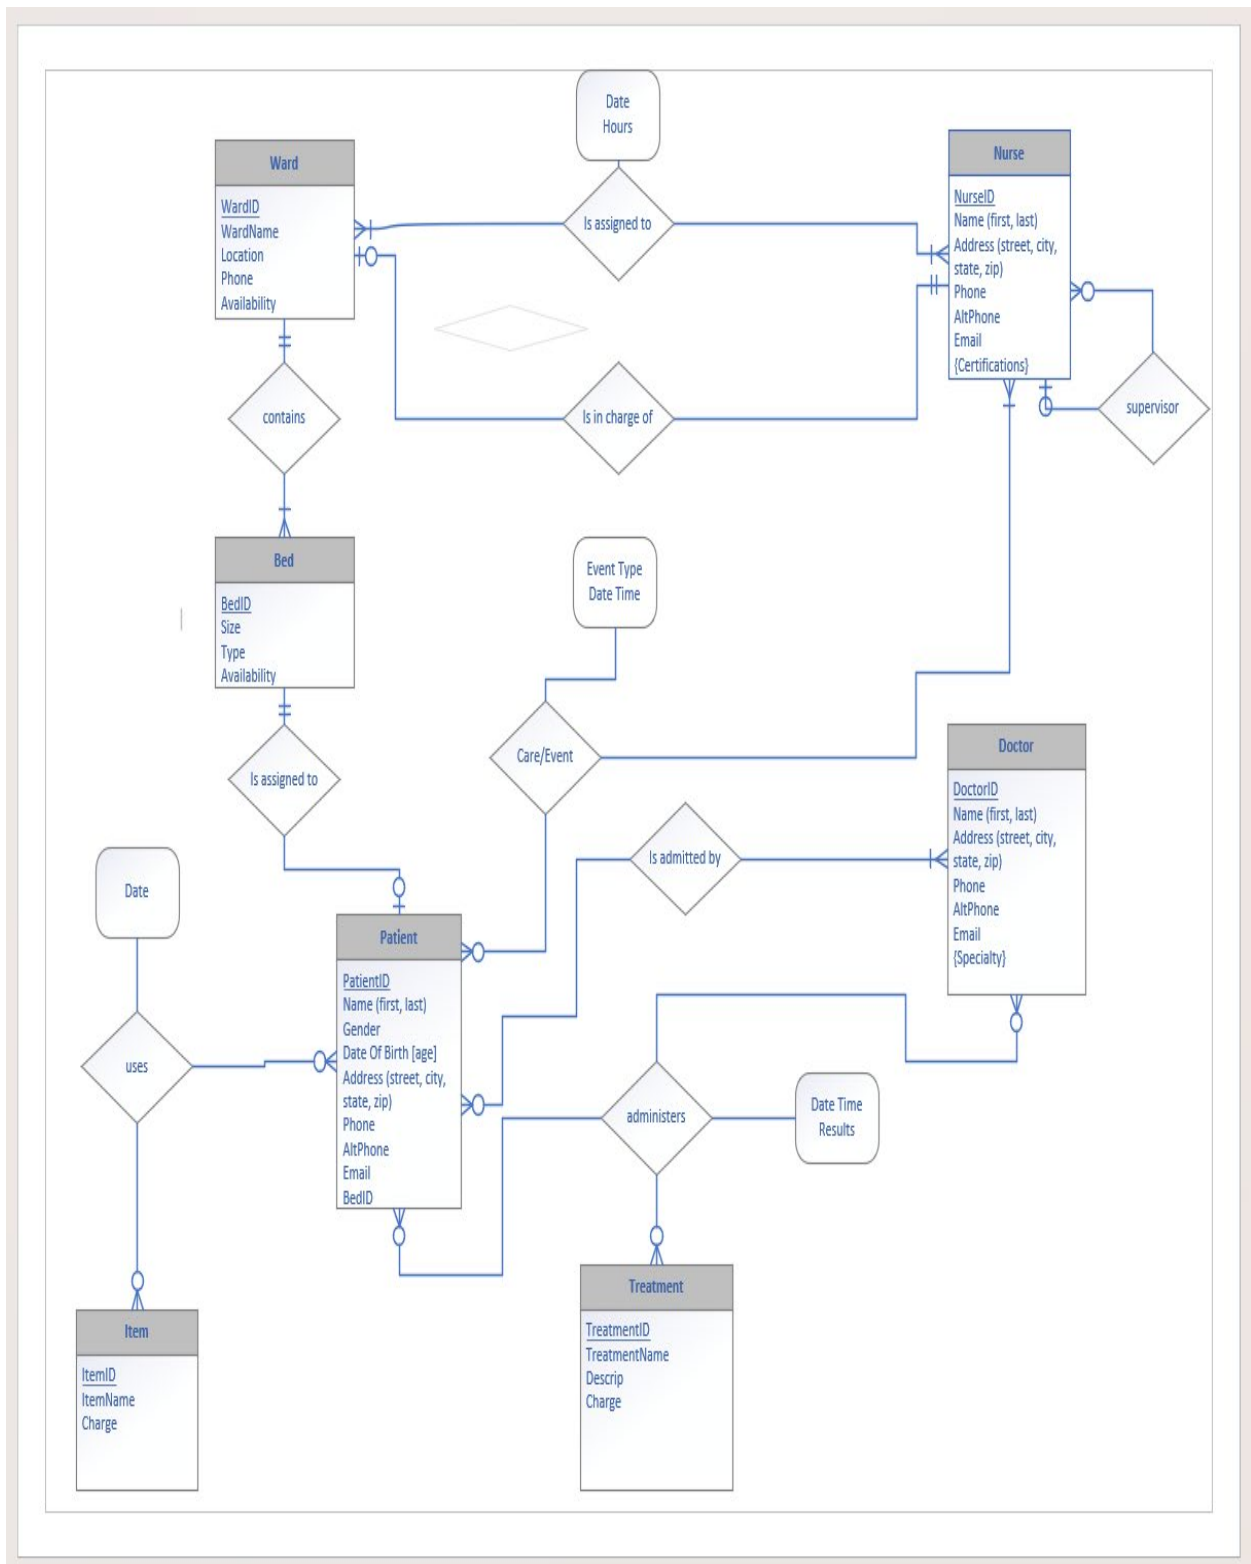 Date
Hours
Ward
WardID
WardName
Location
Phone
Availability
Is assigned to
Nurse
NurseID
Name (first, last)
Address (street, city,
state, zip)
Phone
AltPhone
Email
{Certifications}
contains
Is in charge of
supervisor
Bed
BedID
Size
Type
Availability
Event Type
Date Time
Is assigned to
Care/Event
Doctor
DoctorID
Name (first, last)
Address (street, city,
state, zip)
Phone
AltPhone
Email
{Specialty}
Is admitted by
Date
Patient
PatientID
Name (first, last)
Gender
Date Of Birth [age]
Address (street, city,
state, zip)
Phone
AltPhone
Email
BedID
uses
administers
Date Time
Results
Item
ItemID
ItemName
Charge
Treatment
TreatmentID
TreatmentName
Descrip
Charge